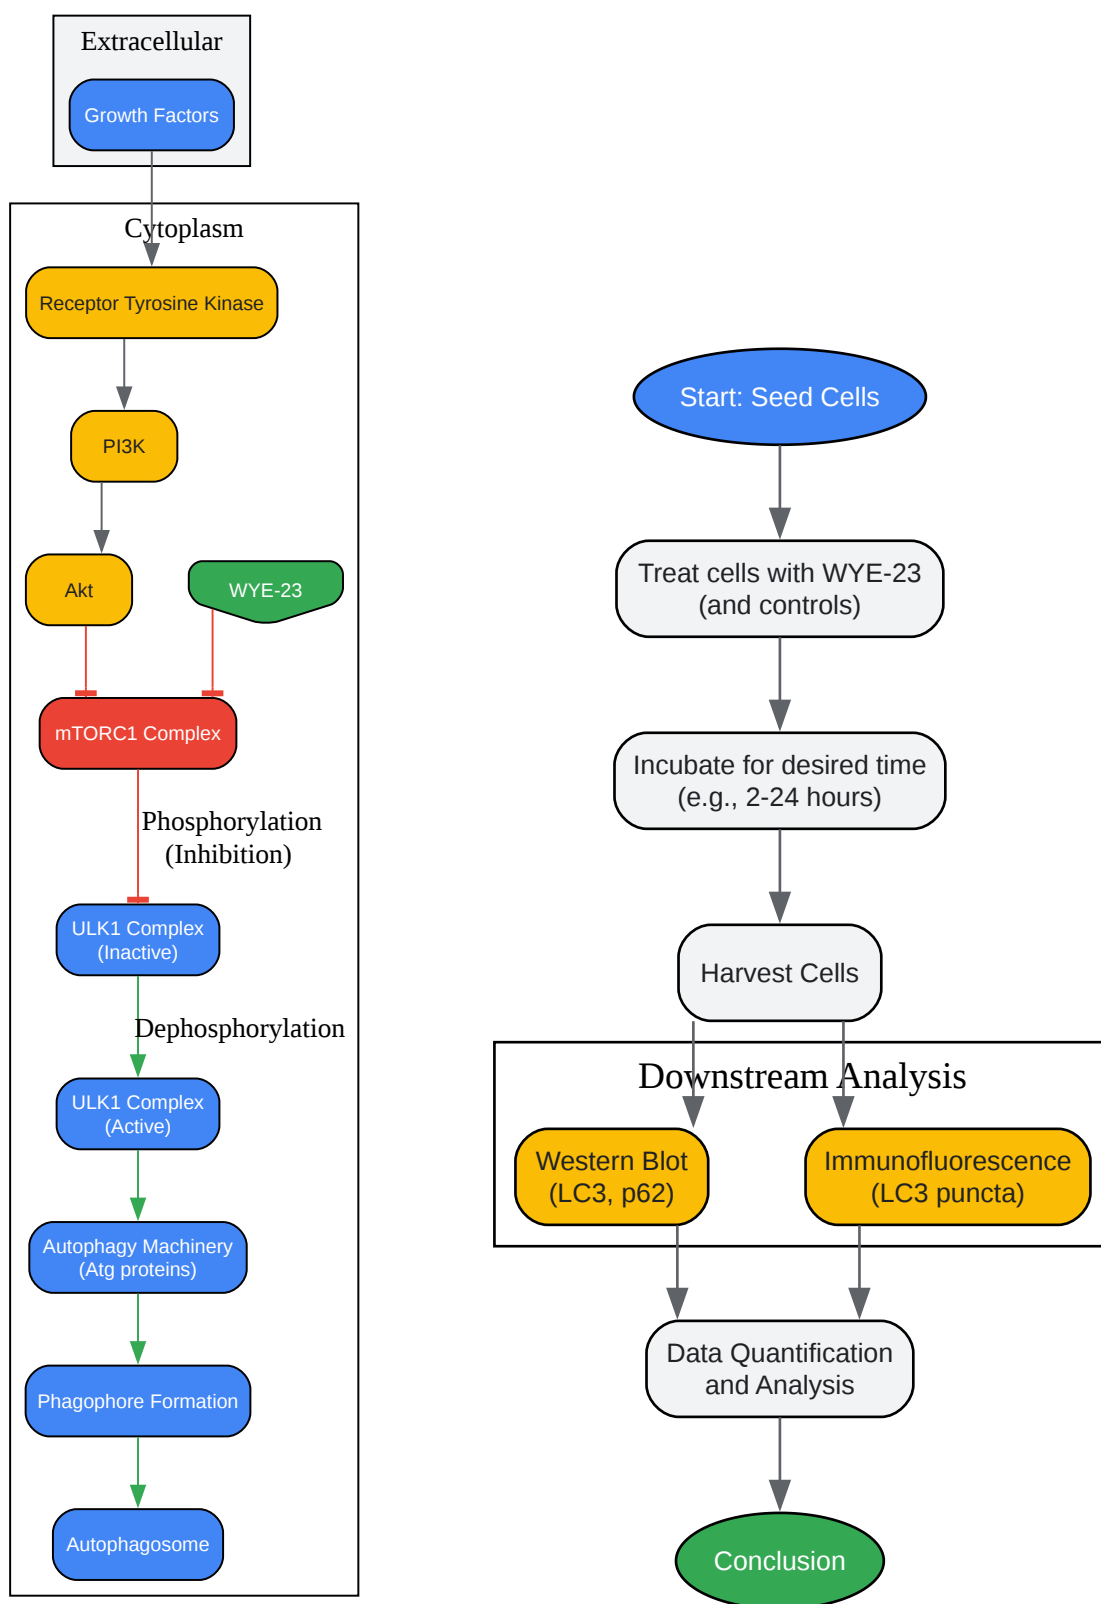 Extracellular
Growth Factors
Cytoplasm
Receptor Tyrosine Kinase
PI3K
Akt
WYE-23
mTORC1 Complex
Phosphorylation
(Inhibition)
ULK1 Complex
(Inactive)
Dephosphorylation
ULK1 Complex
(Active)
Autophagy Machinery
(Atg proteins)
Phagophore Formation
Autophagosome
Start: Seed Cells
Treat cells with WYE-23
(and controls)
Incubate for desired time
(e.g., 2-24 hours)
Harvest Cells
Downstream Analysis
Western Blot
(LC3, p62)
Immunofluorescence
(LC3 puncta)
Data Quantification
and Analysis
Conclusion